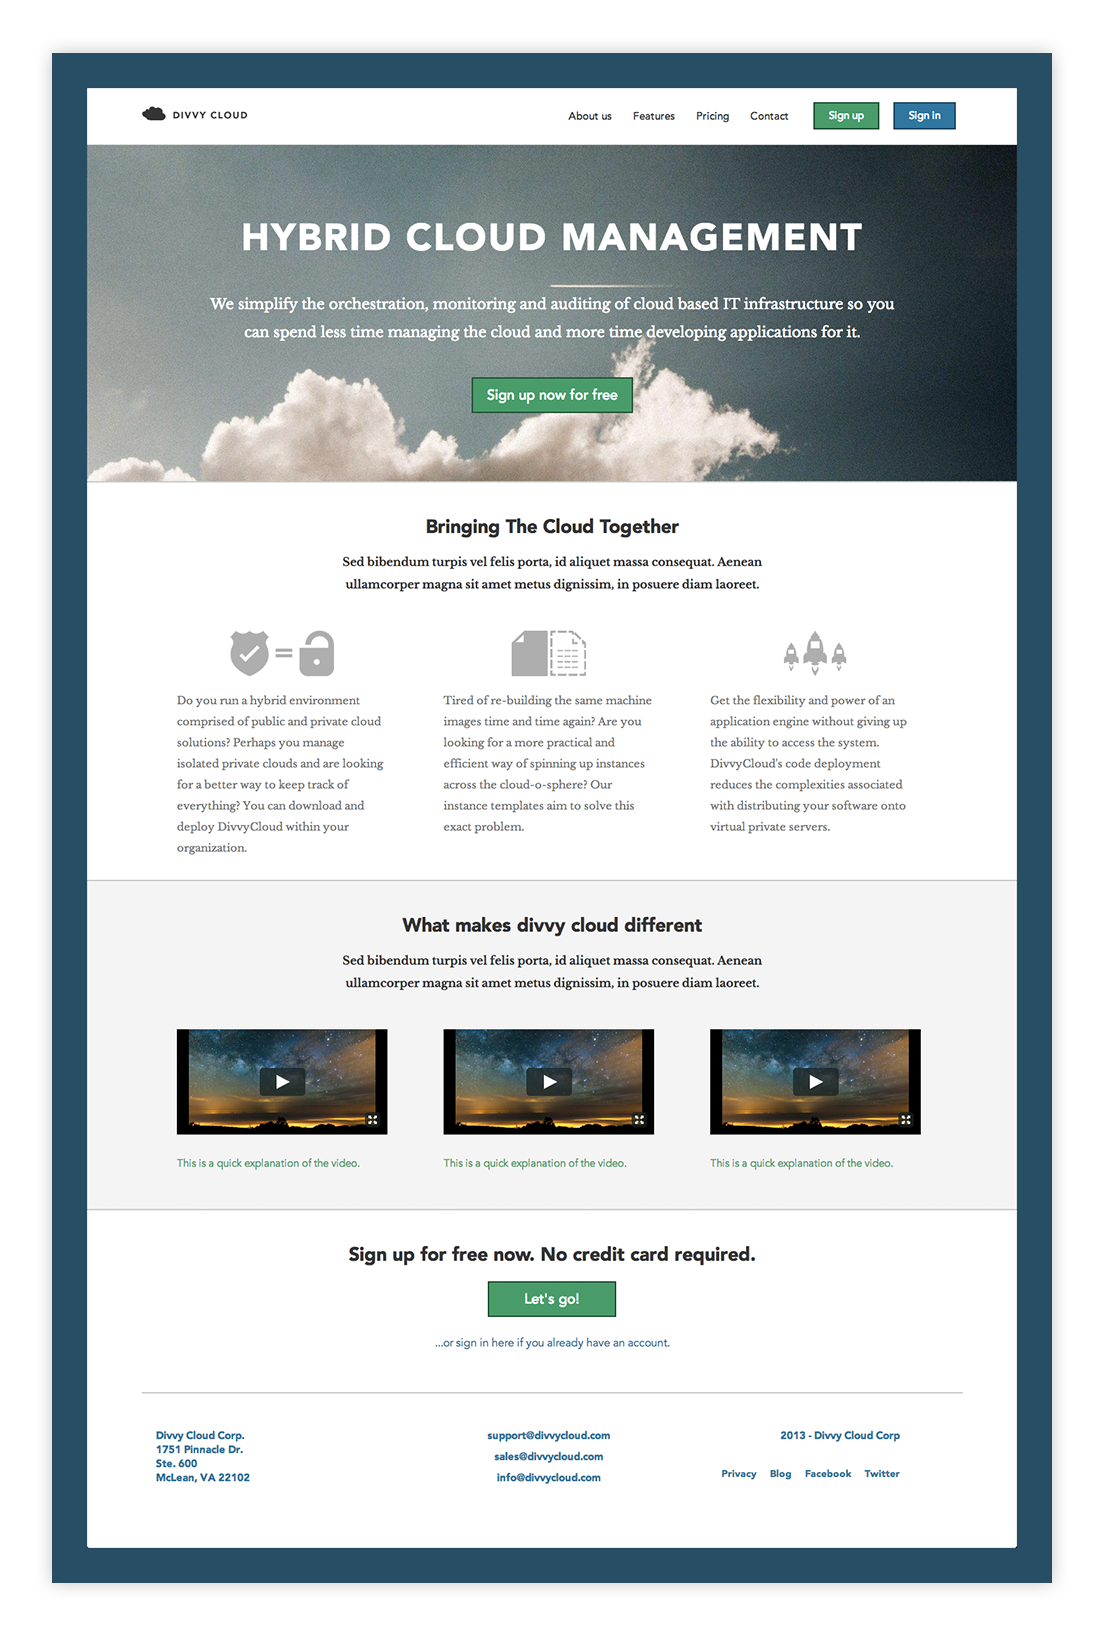 DIVVY CLOUD
About us Features Pricing Contact Sign up Sign in
HYBRID CLOUD MANAGEMENT
We simplify the orchestration, monitoring and auditing of cloud based IT infrastructure so you
can spend less time managing the cloud and more time developing applications for it.
Sign up now for free
Bringing The Cloud Together
Sed bibendum turpis vel felis porta, id aliquet massa consequat. Aenean
ullamcorper magna sit amet metus dignissim, in posuere diam laoreet.
Do you run a hybrid environment
comprised of public and private cloud
solutions? Perhaps you manage
isolated private clouds and are looking
for a better way to keep track of
everything? You can download and
deploy DivvyCloud within your
organization.
Tired of re-building the same machine
images time and time again? Are you
looking for a more practical and
efficient way of spinning up instances
across the cloud-o-sphere? Our
instance templates aim to solve this
exact problem.
Get the flexibility and power of an
application engine without giving up
the ability to access the system.
DivvyCloud's code deployment
reduces the complexities associated
with distributing your software onto
virtual private servers.
What makes divvy cloud different
Sed bibendum turpis vel felis porta, id aliquet massa consequat. Aenean
ullamcorper magna sit amet metus dignissim, in posuere diam laoreet.
This is a quick explanation of the video.
This is a quick explanation of the video.
This is a quick explanation of the video.
Sign up for free now. No credit card required.
Let's go!
...or sign in here if you already have an account.
Divvy Cloud Corp.
1751 Pinnacle Dr.
Ste. 600
McLean, VA 22102
support@divvycloud.com
sales@divvycloud.com
info@divvycloud.com
2013 - Divvy Cloud Corp
Privacy Blog Facebook Twitter